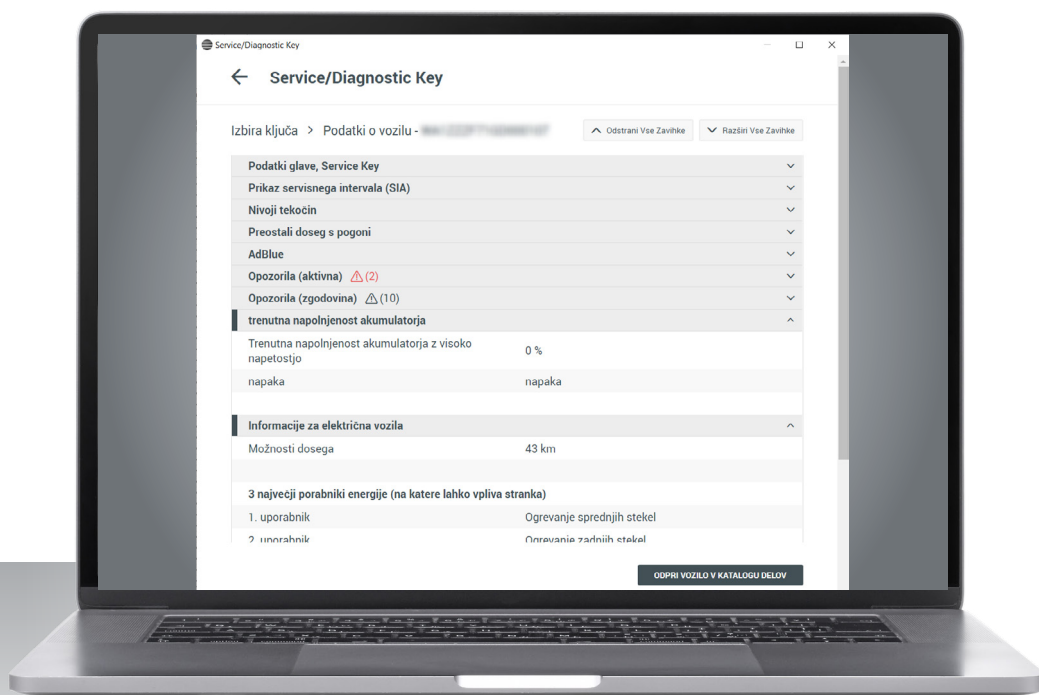 Service/Diagnostic Key
Service/Diagnostic Key
Izbira ključa > Podatki o vozilu -
Odstrani Vse Zavihke
Razširi Vse Zavihke
Podatki glave, Service Key
Prikaz servisnega intervala (SIA)
Nivoji tekočin
Preostali doseg s pogoni
AdBlue
Opozorila (aktivna) (2)
Opozorila (zgodovina) (10)
trenutna napolnjenost akumulatorja
Trenutna napolnjenost akumulatorja z visoko
napetostjo
0 %
napaka napaka
Informacije za električna vozila
Možnosti dosega 43 km
3 največji porabniki energije (na katere lahko vpliva stranka)
1. uporabnik Ogrevanje sprednjih stekel
2. uporabnik Ogrevanje zadnjih stekel
ODPRI VOZILO V KATALOGU DELOV